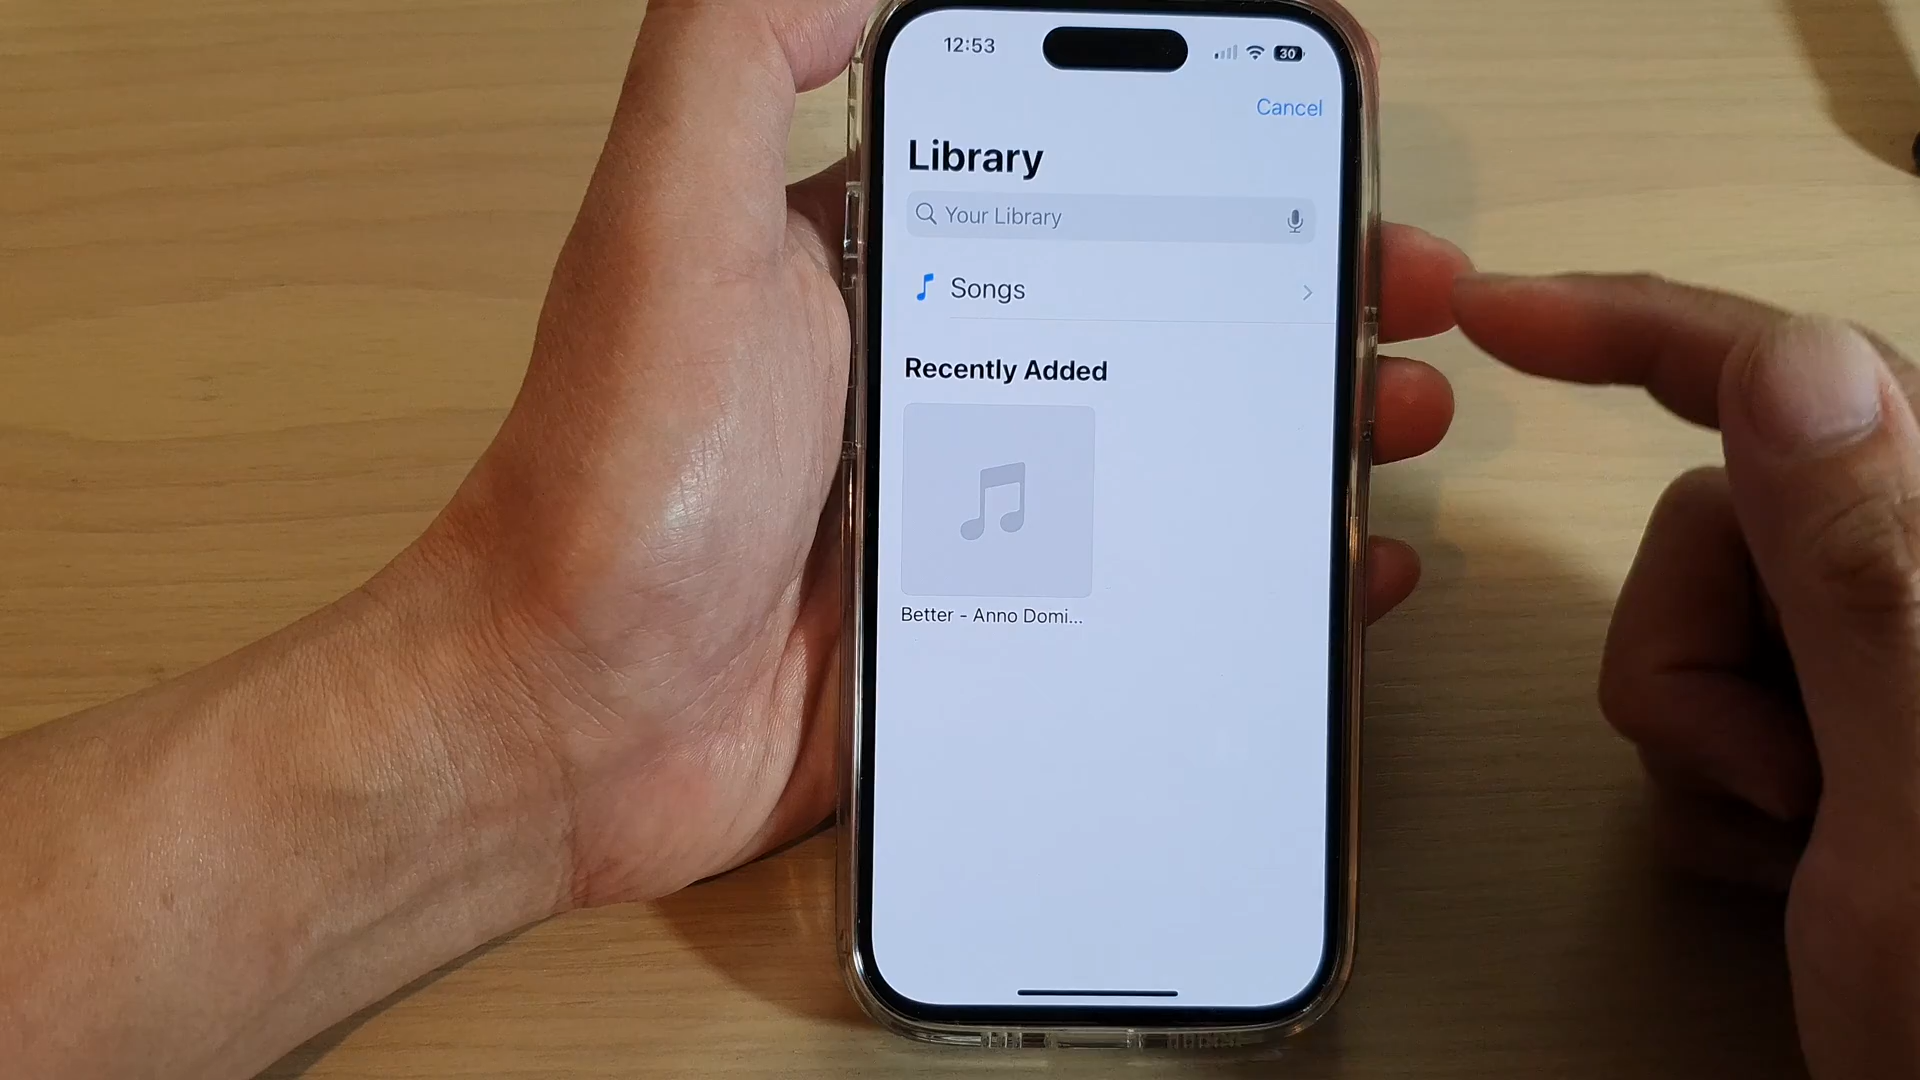 12:53
30
Cancel
Library
Your Library
Songs
Recently Added
Better - Anno Domi...